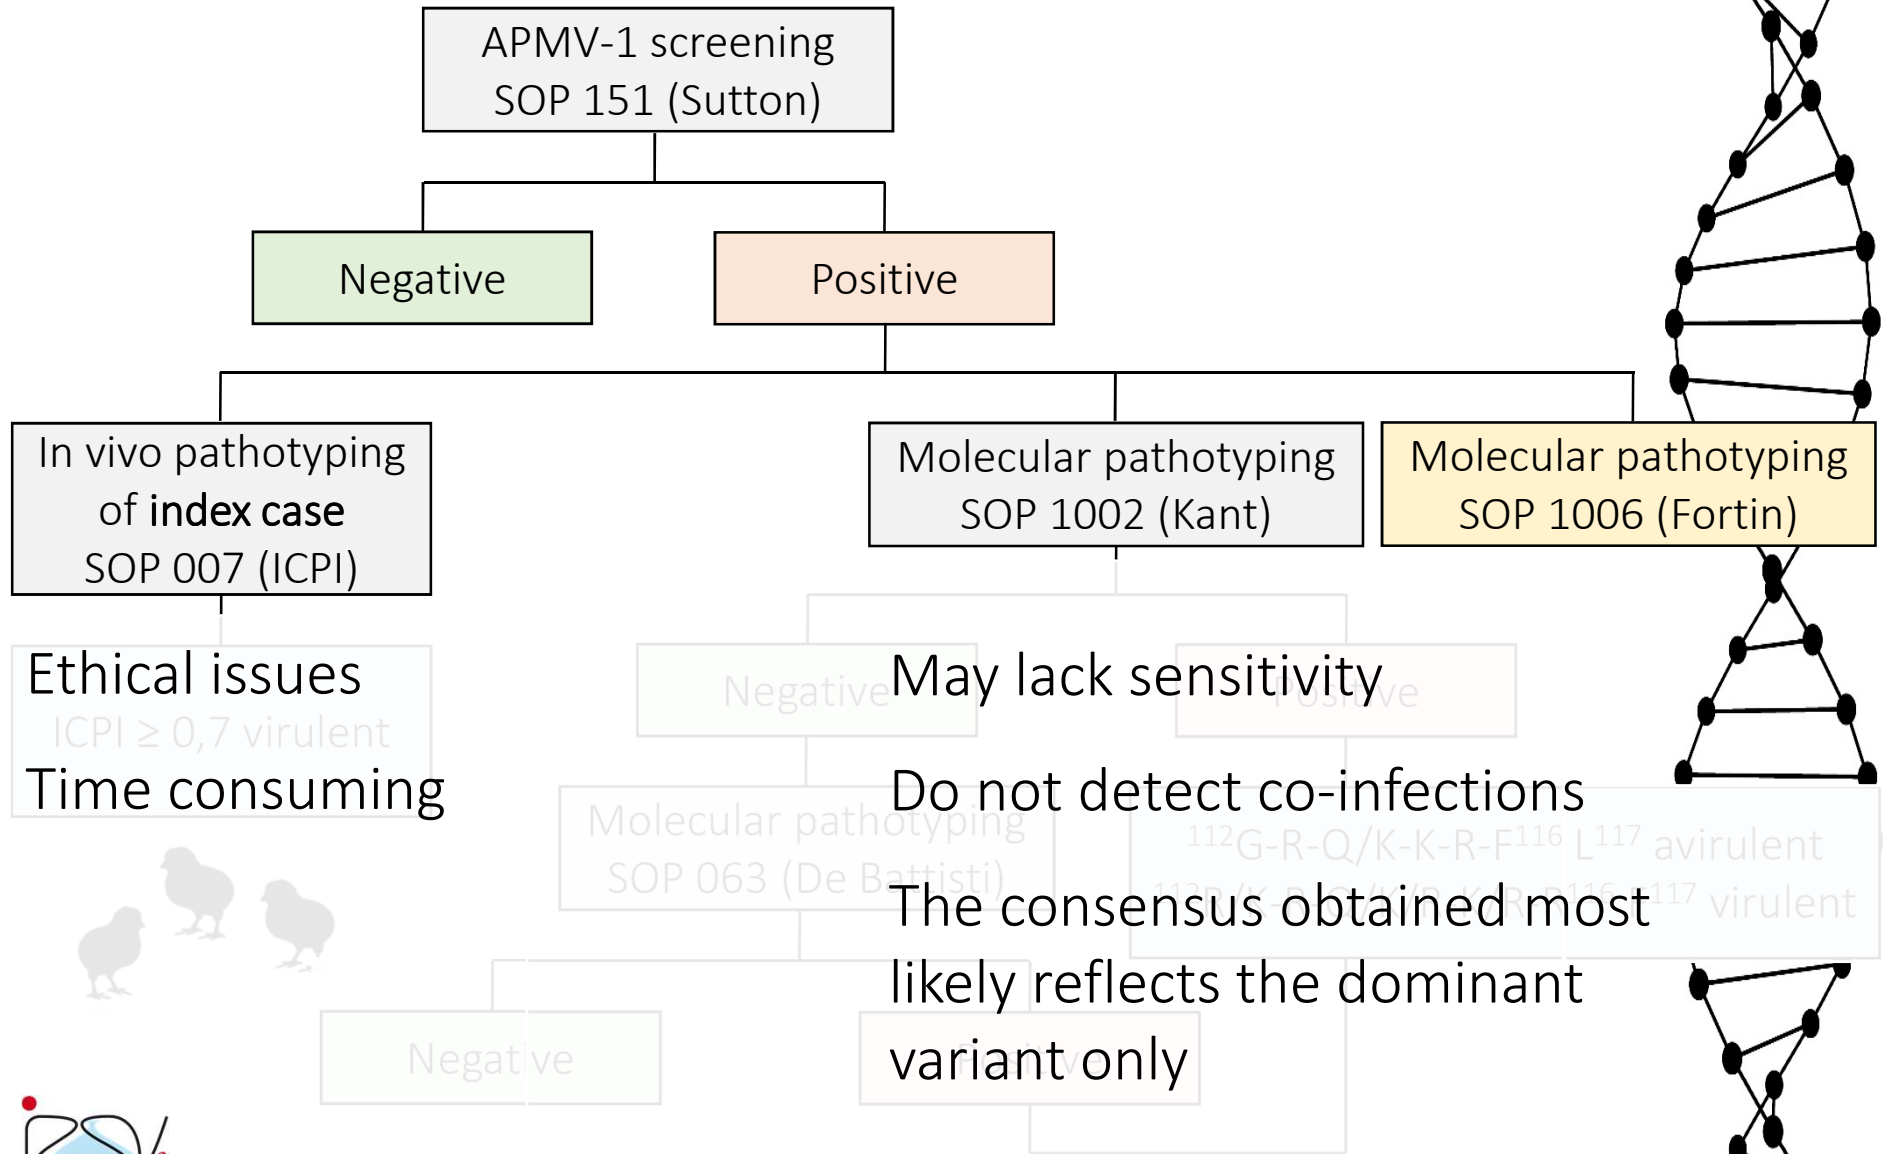 APMV-1 screening
SOP 151 (Sutton)
Negative
Positive
In vivo pathotyping
of index case
SOP 007 (ICPI)
Molecular pathotyping
SOP 1002 (Kant)
Molecular pathotyping
SOP 1006 (Fortin)
Ethical issues
ICPI ≥ 0,7 virulent
Time consuming
Negative
Positive
May lack sensitivity
Do not detect co-infections
Molecular pathotyping
SOP 063 (De Battisti)
¹¹²G-R-Q/K-K-R-F¹¹⁶ L¹¹⁷ avirulent
virulent
The consensus obtained most
likely reflects the dominant
variant only
Negative
Positive